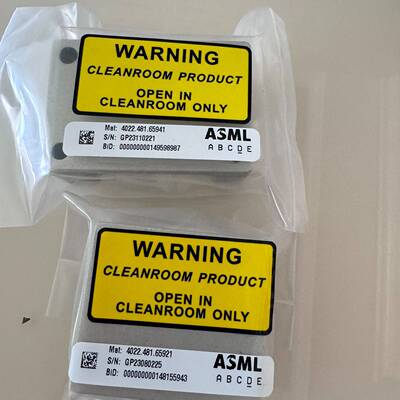 WARNING
CLEANROOM PRODUCT
OPEN IN
CLEANROOM ONLY
Mat: 4022.481.65941
S/N: GP23110221
BID: 000000000149598987
ASML
A B C D E
WARNING
CLEANROOM PRODUCT
OPEN IN
CLEANROOM ONLY
Mat: 4022.481.65921
S/N: GP23080225
BID: 000000000148155943
ASML
A B C D E